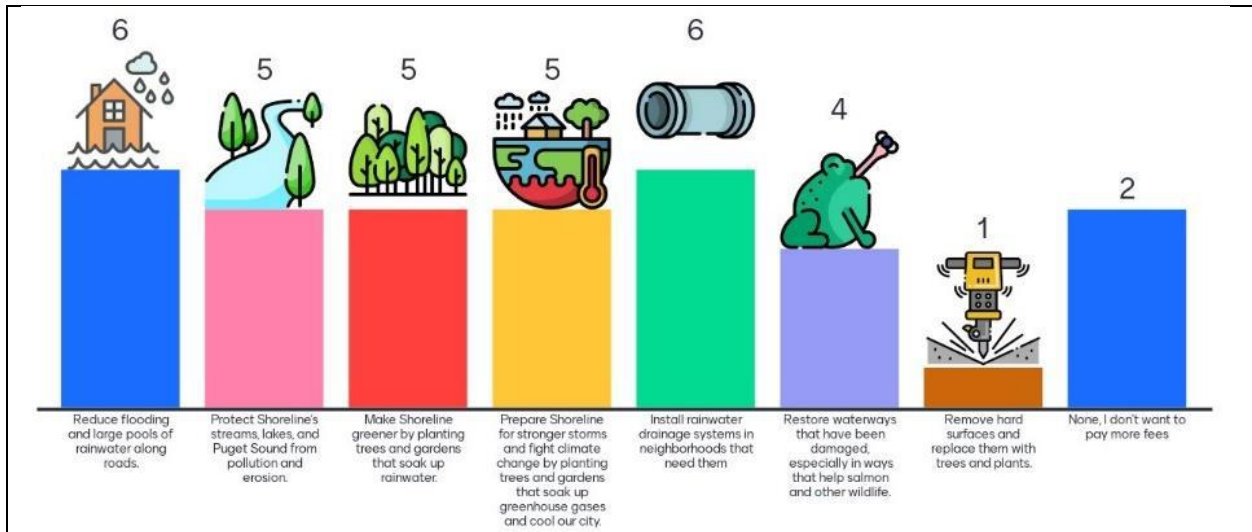 6
5
5
5
6
4
1
2
Reduce flooding
and large pools of
rainwater along
roads.
Protect Shoreline's
streams, lakes, and
Puget Sound from
pollution and
erosion.
Make Shoreline
greener by planting
trees and gardens
that soak up
rainwater.
Prepare Shoreline
for stronger storms
and fight climate
change by planting
trees and gardens
that soak up
greenhouse gases
and cool our city.
Install rainwater
drainage systems in
neighborhoods that
need them
Restore waterways
that have been
damaged,
especially in ways
that help salmon
and other wildlife.
Remove hard
surfaces and
replace them with
trees and plants.
None, I don't want to
pay more fees